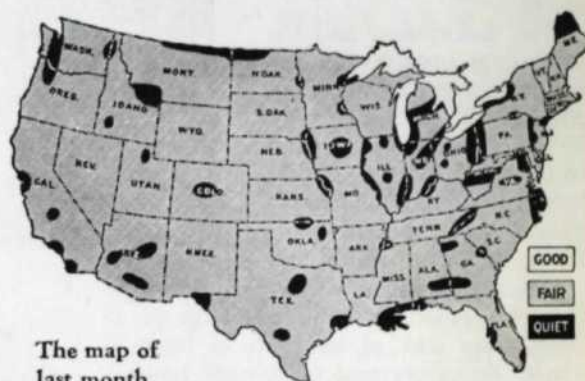 WASH.
MONT.
N.DAK.
MINN
ME.
OREG.
IDAHO
S.DAK.
WIS.
VT.
WYO.
NEB.
IOWA
PA.
NEV.
UTAH
COLO
ILL
OHIO
CAL.
KANS.
MO.
KY.
ARIZ
N.MEX.
OKLA.
ARK
TENN.
N.C.
S.C.
TEX.
LA.
MISS.
ALA.
GA.
FLA.
GOOD
FAIR
QUIET
The map of
last month